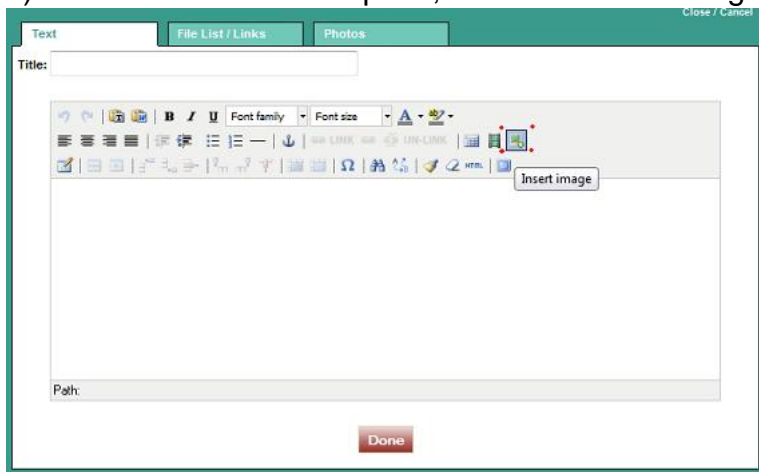 Close / Cancel
Text File List / Links Photos
Title:
B I U Font family Font size A ab
LINK UN-LINK
Ω HTML
Insert image
Path:
Done